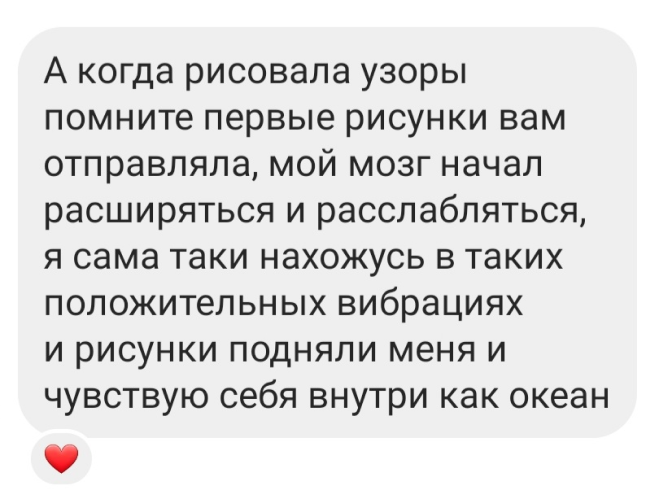 А когда рисовала узоры
помните первые рисунки вам
отправляла, мой мозг начал
расширяться и расслабляться,
я сама таки нахожусь в таких
положительных вибрациях
и рисунки подняли меня и
чувствую себя внутри как океан